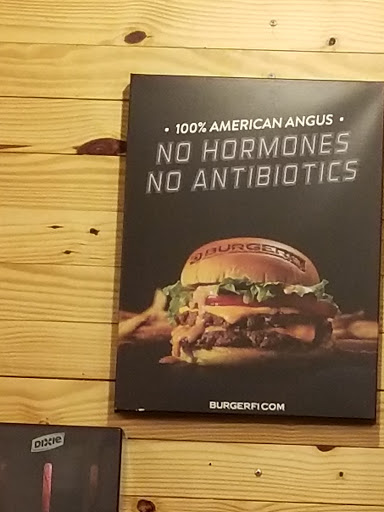 • 100% AMERICAN ANGUS •
NO HORMONES
NO ANTIBIOTICS
BURGERFI
BURGERFI.COM
DIXIE